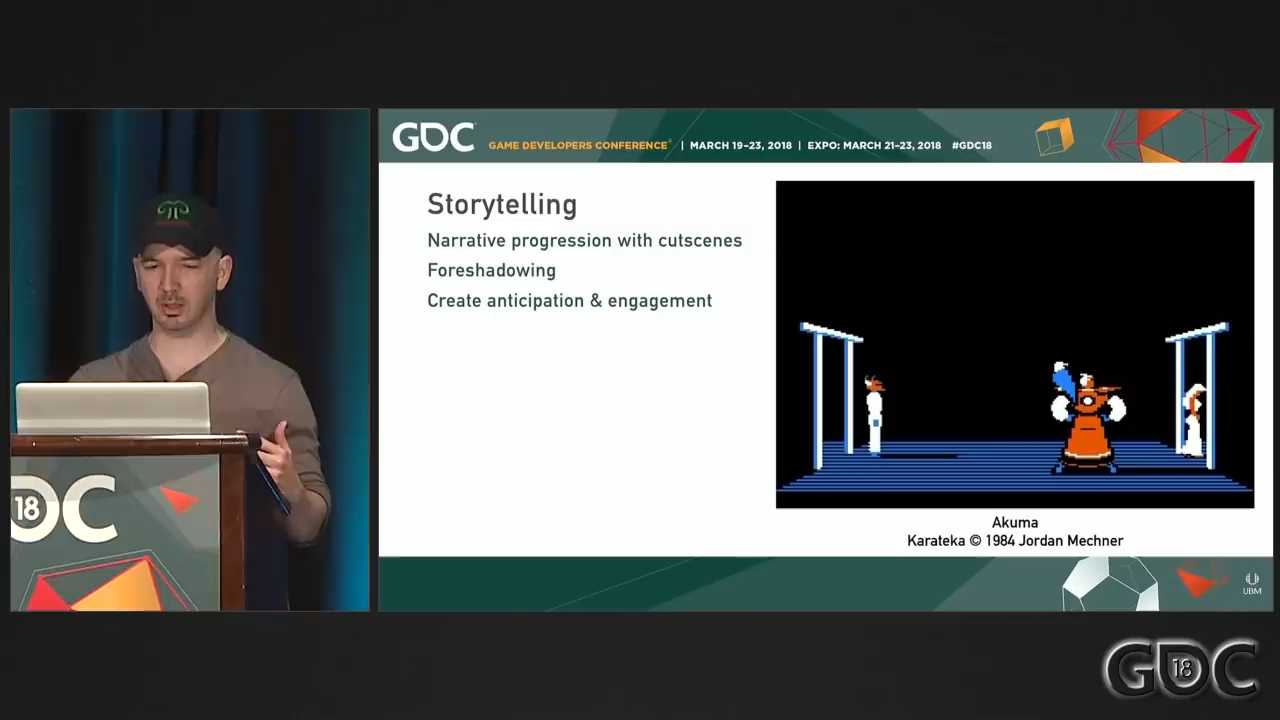 GDC
GAME DEVELOPERS CONFERENCE | MARCH 19–23, 2018 | EXPO: MARCH 21–23, 2018 #GDC18
Storytelling
Narrative progression with cutscenes
Foreshadowing
Create anticipation & engagement
Akuma
Karateka © 1984 Jordan Mechner
18
DC
UBM
GDC
18